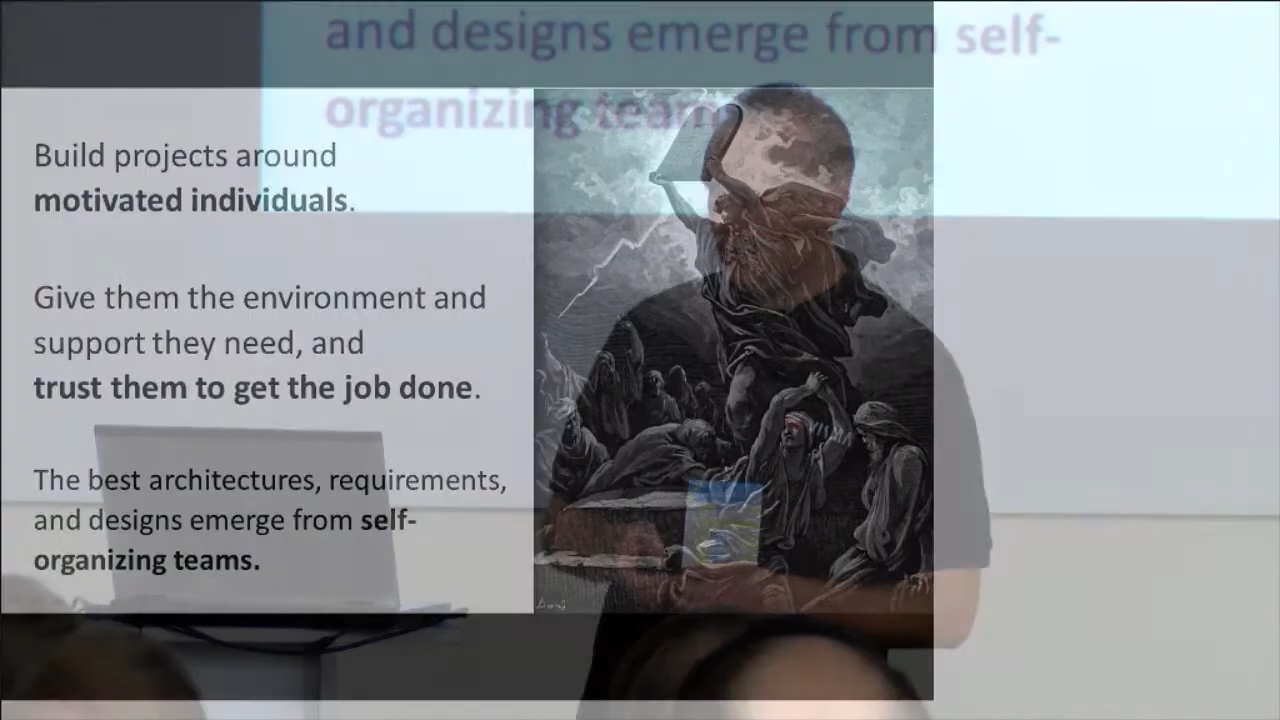 and designs emerge from self-
organizing team
Build projects around
motivated individuals.
Give them the environment and
support they need, and
trust them to get the job done.
The best architectures, requirements,
and designs emerge from self-
organizing teams.